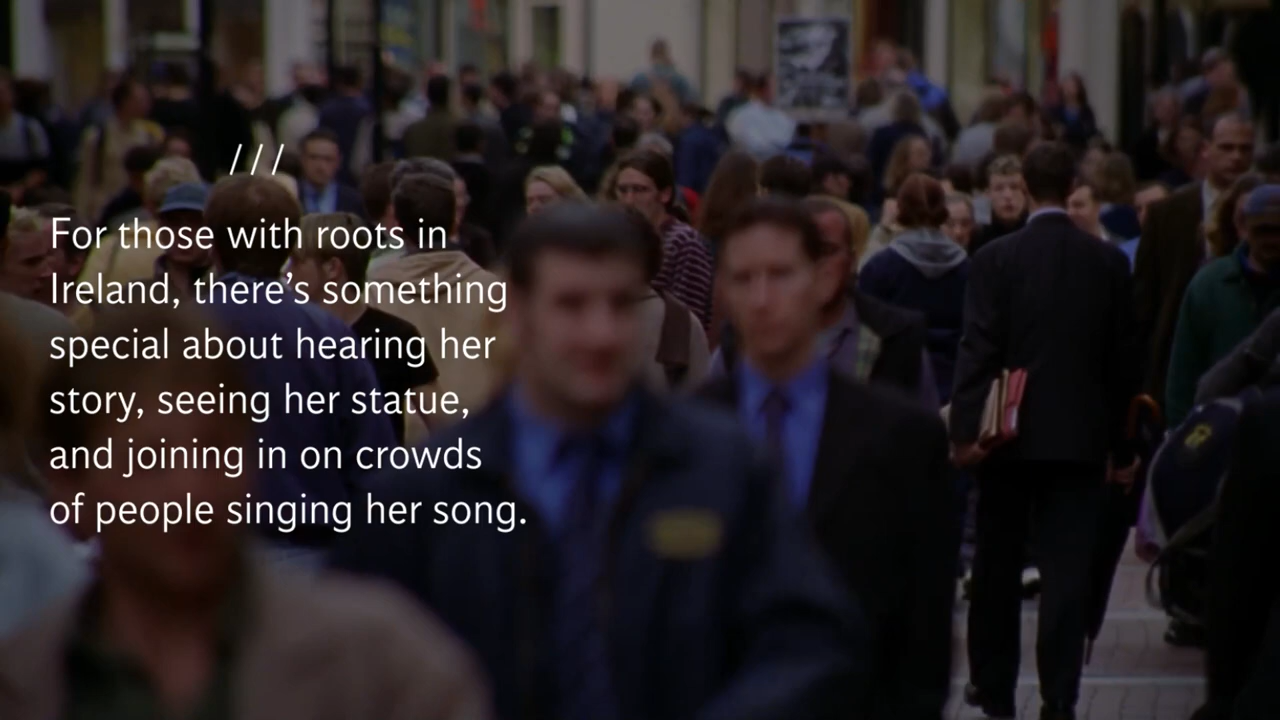 ///
For those with roots in
Ireland, there’s something
special about hearing her
story, seeing her statue,
and joining in on crowds
of people singing her song.